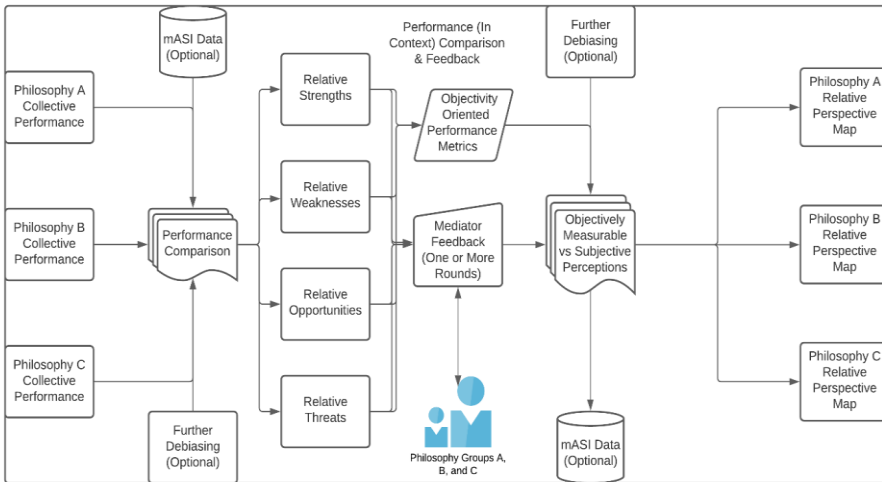 mASI Data
(Optional)
Performance (In
Context) Comparison
& Feedback
Further
Debiasing
(Optional)
Philosophy A
Collective
Performance
Relative
Strengths
Objectivity
Oriented
Performance
Metrics
Philosophy A
Relative
Perspective
Map
Philosophy B
Collective
Performance
Performance
Comparison
Relative
Weaknesses
Mediator
Feedback
(One or More
Rounds)
Objectively
Measurable
vs Subjective
Perceptions
Philosophy B
Relative
Perspective
Map
Relative
Opportunities
Philosophy C
Collective
Performance
Relative
Threats
Philosophy C
Relative
Perspective
Map
Further
Debiasing
(Optional)
Philosophy Groups A,
B, and C
mASI Data
(Optional)